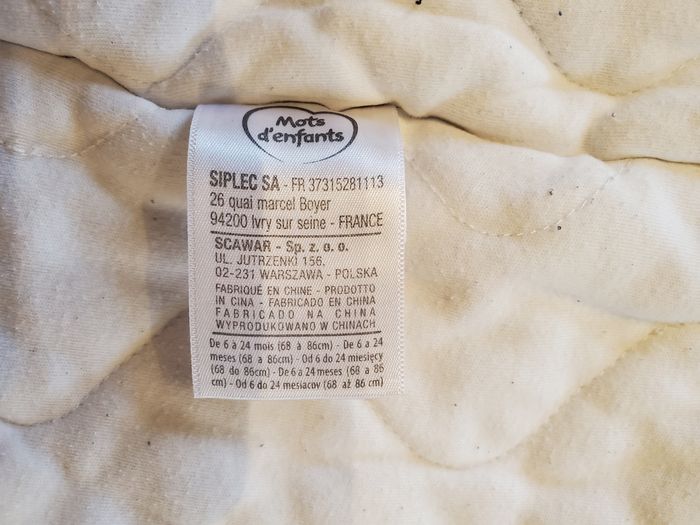 Mots
d'enfants
SIPLEC SA - FR 37315281113
26 quai marcel Boyer
94200 Ivry sur seine - FRANCE
SCAWAR - Sp. z. o. o.
UL. JUTRZENKI 156,
02-231 WARSZAWA - POLSKA
FABRIQUÉ EN CHINE - PRODOTTO
IN CINA - FABRICADO EN CHINA
FABRICADO NA CHINA
WYPRODUKOWANO W CHINACH
De 6 à 24 mois (68 à 86cm) - De 6 a 24
meses (68 a 86cm) - Od 6 do 24 miesięcy
(68 do 86cm) - De 6 a 24 meses (68 a 86
cm) - Od 6 do 24 mesiacov (68 až 86 cm)